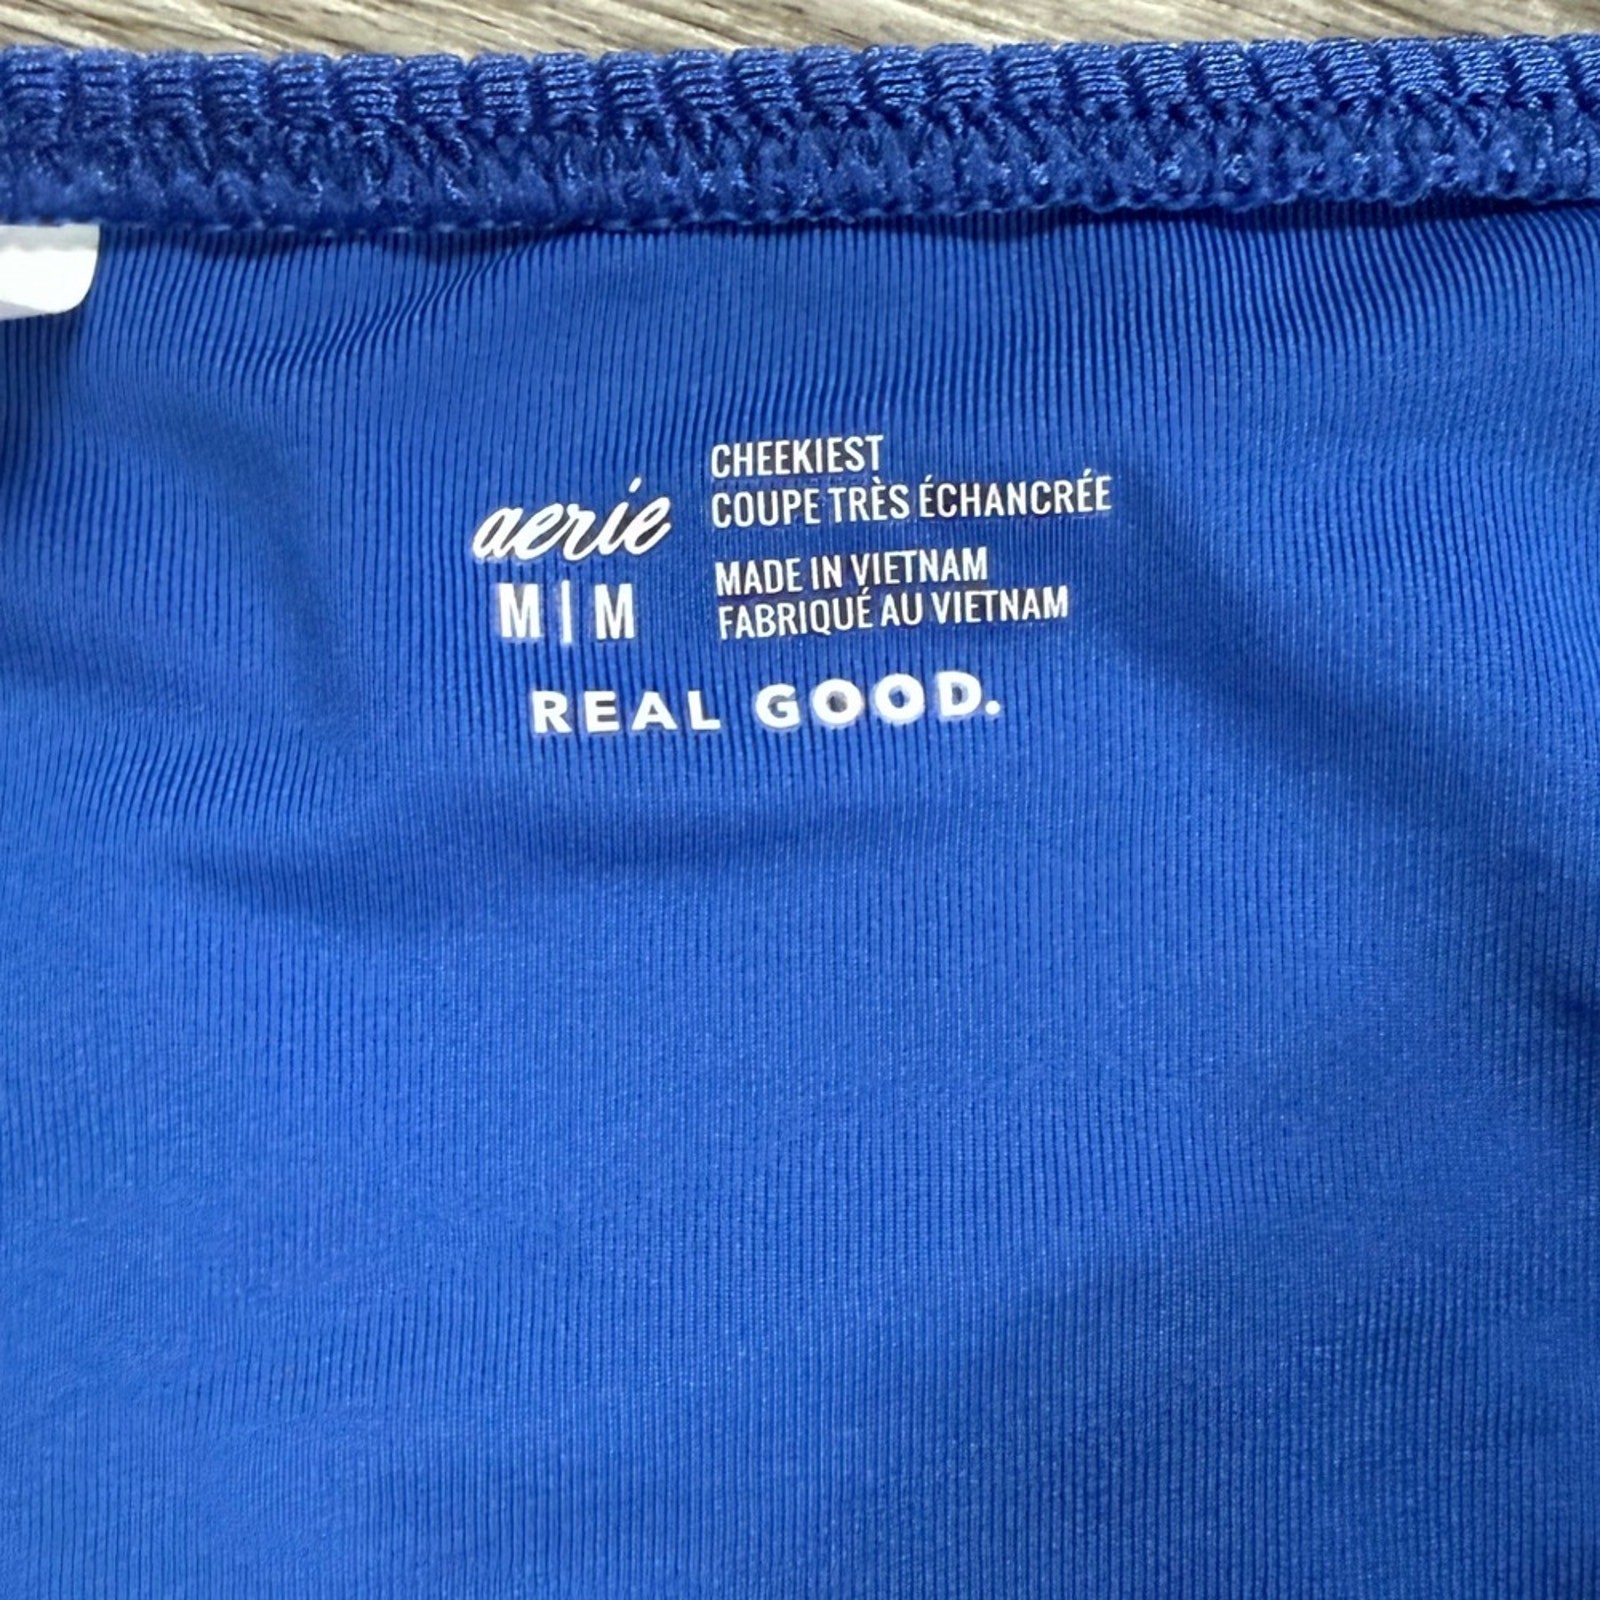 aerie
M | M
CHEEKIEST
COUPE TRÈS ÉCHANCRÉE
MADE IN VIETNAM
FABRIQUÉ AU VIETNAM
REAL GOOD.